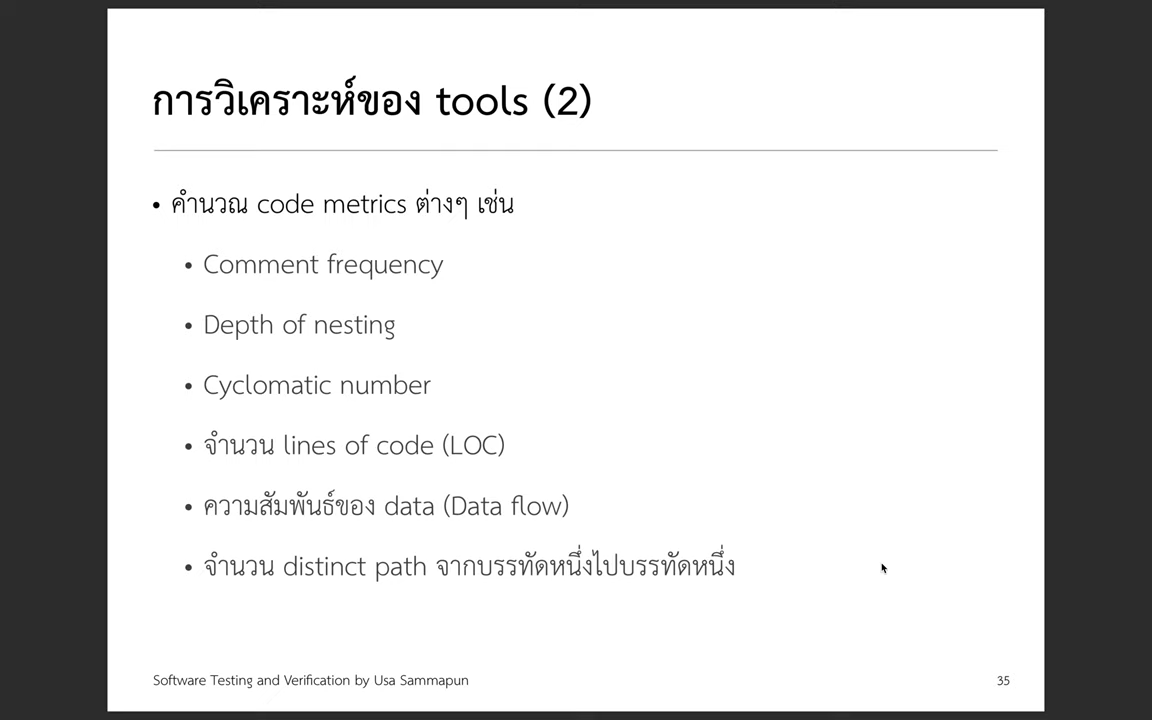 การวิเคราะห์ของ tools (2)
• คำนวณ code metrics ต่างๆ เช่น
• Comment frequency
• Depth of nesting
• Cyclomatic number
• จำนวน lines of code (LOC)
• ความสัมพันธ์ของ data (Data flow)
• จำนวน distinct path จากบรรทัดหนึ่งไปบรรทัดหนึ่ง
Software Testing and Verification by Usa Sammapun
35